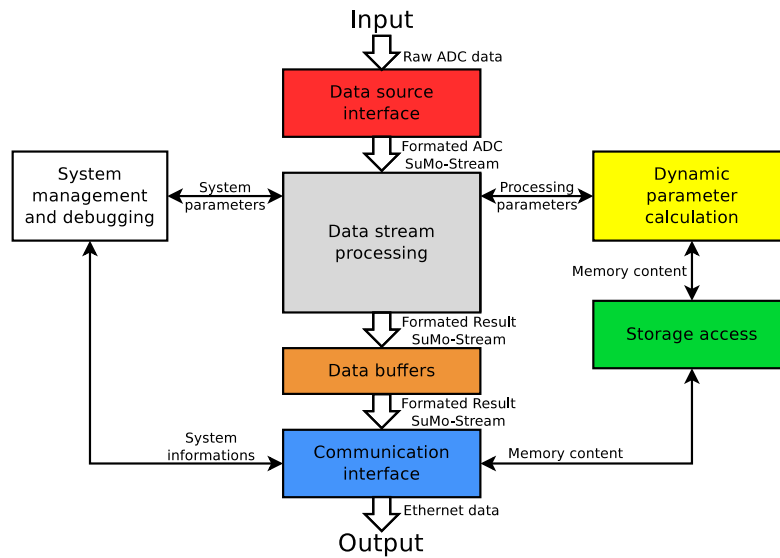 Input
Raw ADC data
Data source
interface
Formated ADC
SuMo-Stream
System
management
and debugging
System
parameters
Data stream
processing
Processing
parameters
Dynamic
parameter
calculation
Memory content
Storage access
Formated Result
SuMo-Stream
Data buffers
Formated Result
SuMo-Stream
System
informations
Communication
interface
Memory content
Ethernet data
Output